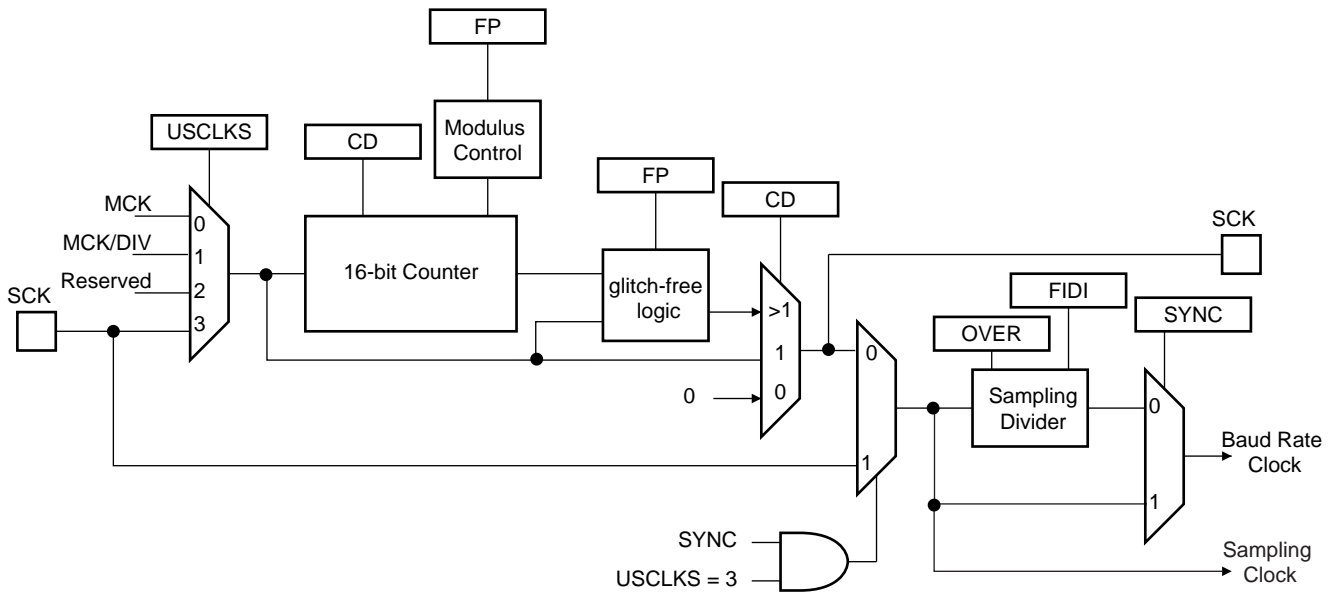 FP
USCLKS
CD
Modulus
Control
FP
CD
MCK
0
MCK/DIV
1
Reserved
2
SCK
3
16-bit Counter
glitch-free
logic
>1
1
0
0
SCK
FIDI
OVER
SYNC
0
1
Sampling
Divider
0
1
Baud Rate
Clock
SYNC
USCLKS = 3
Sampling
Clock